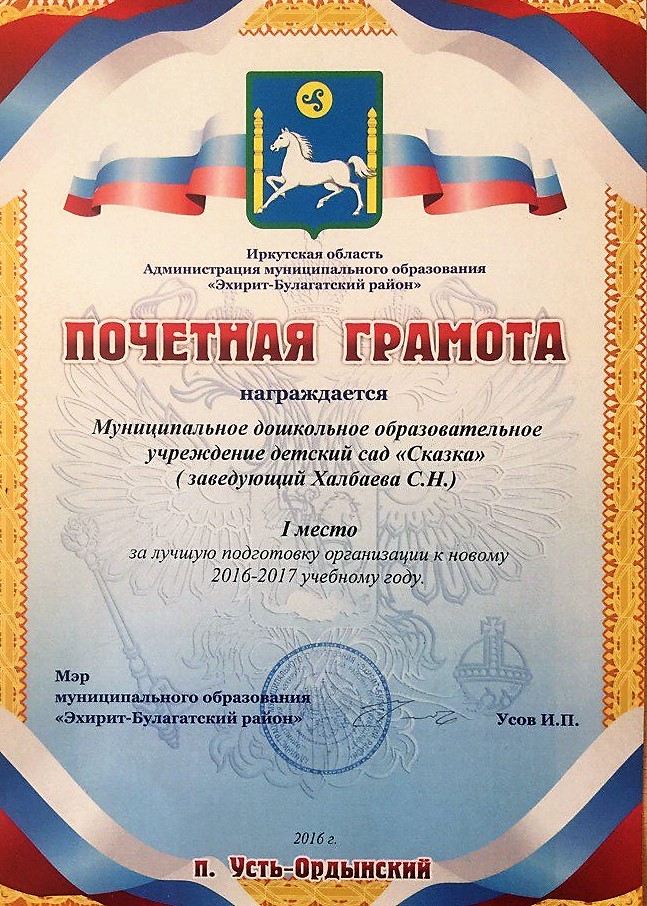 Иркутская область
Администрация муниципального образования
«Эхирит-Булагатский район»
ПОЧЕТНАЯ ГРАМОТА
награждается
Муниципальное дошкольное образовательное
учреждение детский сад «Сказка»
( заведующий Халбаева С.Н.)
I место
за лучшую подготовку организации к новому
2016-2017 учебному году.
Мэр
муниципального образования
«Эхирит-Булагатский район»
Усов И.П.
2016 г.
п. Усть-Ордынский